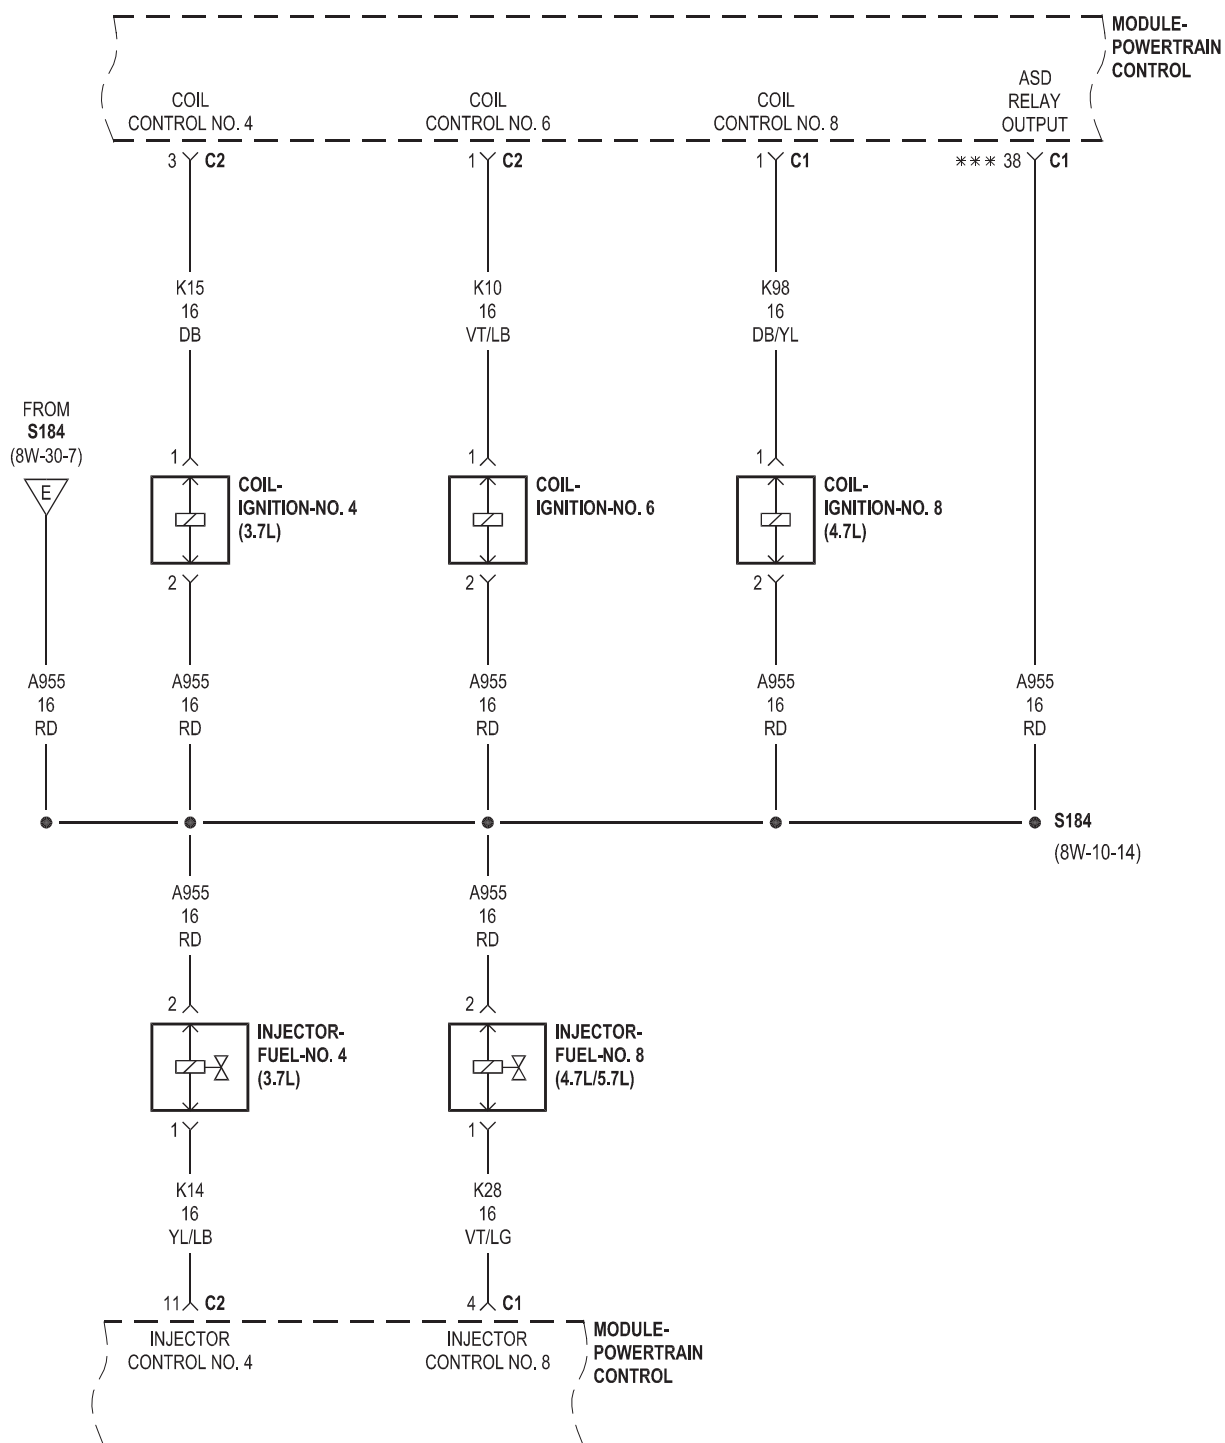 MODULE-
POWERTRAIN
CONTROL
COIL
CONTROL NO. 4
COIL
CONTROL NO. 6
COIL
CONTROL NO. 8
ASD
RELAY
OUTPUT
3 C2
1 C2
1 C1
*** 38 C1
K15
16
DB
K10
16
VT/LB
K98
16
DB/YL
FROM
S184
(8W-30-7)
E
1
COIL-
IGNITION-NO. 4
(3.7L)
2
1
COIL-
IGNITION-NO. 6
2
1
COIL-
IGNITION-NO. 8
(4.7L)
2
A955
16
RD
A955
16
RD
A955
16
RD
A955
16
RD
A955
16
RD
S184
(8W-10-14)
A955
16
RD
A955
16
RD
2
INJECTOR-
FUEL-NO. 4
(3.7L)
1
2
INJECTOR-
FUEL-NO. 8
(4.7L/5.7L)
1
K14
16
YL/LB
K28
16
VT/LG
11 C2
4 C1
INJECTOR
CONTROL NO. 4
INJECTOR
CONTROL NO. 8
MODULE-
POWERTRAIN
CONTROL